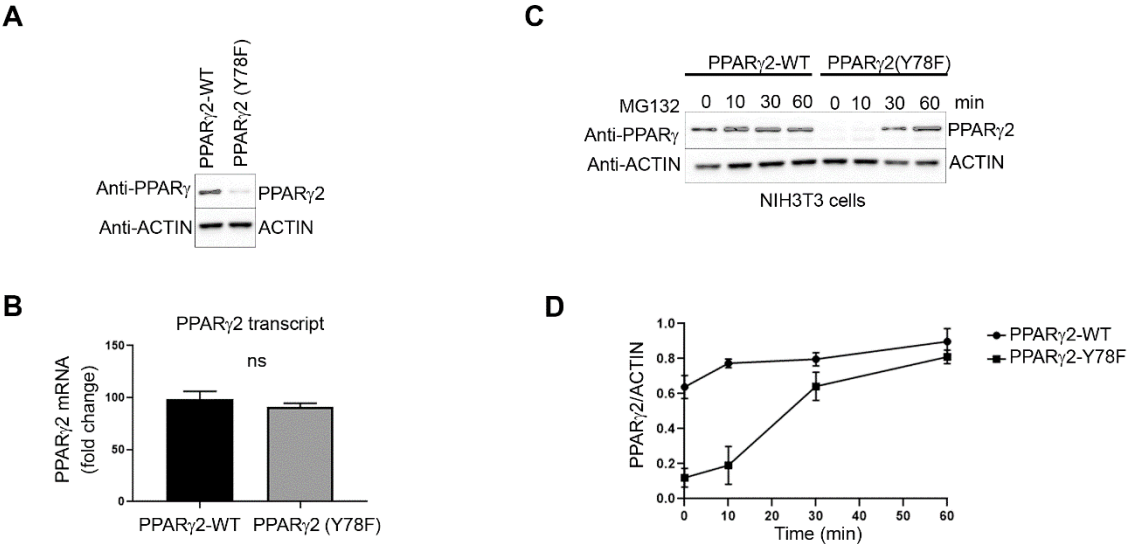 A
PPARγ2-WT
PPARγ2 (Y78F)
Anti-PPARγ
PPARγ2
Anti-ACTIN
ACTIN
B
PPARγ2 transcript
ns
PPARγ2 mRNA
(fold change)
150
100
50
0
PPARγ2-WT
PPARγ2 (Y78F)
C
PPARγ2-WT
PPARγ2(Y78F)
MG132 0 10 30 60 0 10 30 60 min
Anti-PPARγ
PPARγ2
Anti-ACTIN
ACTIN
NIH3T3 cells
D
PPARγ2/ACTIN
1.0
0.8
0.6
0.4
0.2
0.0
0 10 20 30 40 50 60
Time (min)
PPARγ2-WT
PPARγ2-Y78F